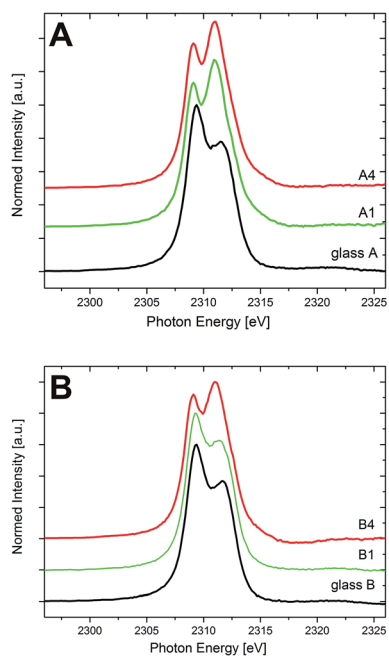 A
Normed Intensity [a.u.]
A4
A1
glass A
2300 2305 2310 2315 2320 2325
Photon Energy [eV]
B
Normed Intensity [a.u.]
B4
B1
glass B
2300 2305 2310 2315 2320 2325
Photon Energy [eV]